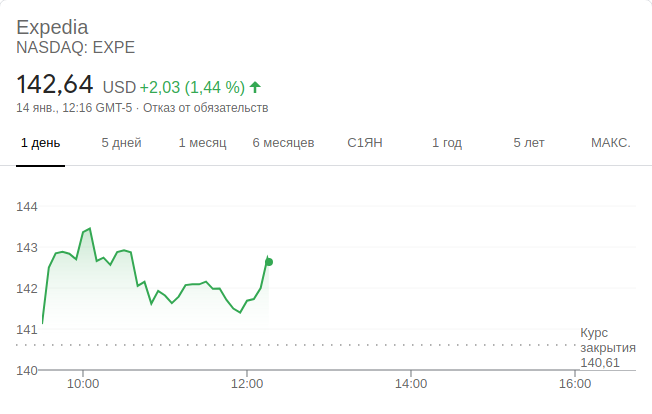 Expedia
NASDAQ: EXPE
142,64 USD +2,03 (1,44 %)
14 янв., 12:16 GMT-5 · Отказ от обязательств
1 день 5 дней 1 месяц 6 месяцев С1ЯН 1 год 5 лет МАКС.
144
143
142
141
140
Курс
закрытия
140,61
10:00 12:00 14:00 16:00